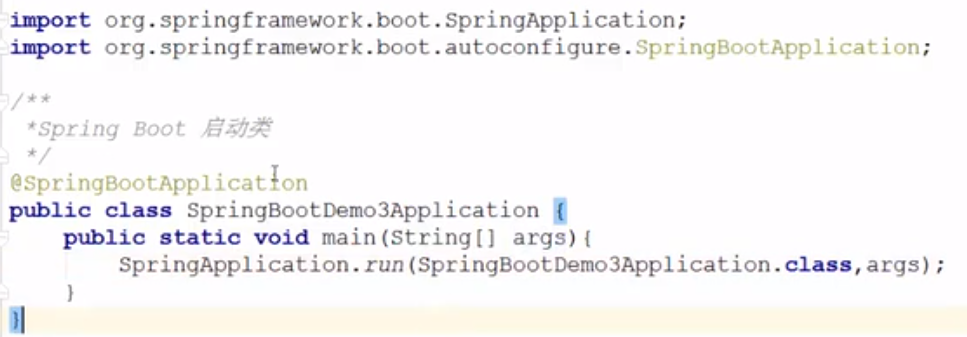 import org.springframework.boot.SpringApplication;
import org.springframework.boot.autoconfigure.SpringBootApplication;
/**
*Spring Boot 启动类
*/
@SpringBootApplication
public class SpringBootDemo3Application {
public static void main(String[] args){
SpringApplication.run(SpringBootDemo3Application.class,args);
}
}